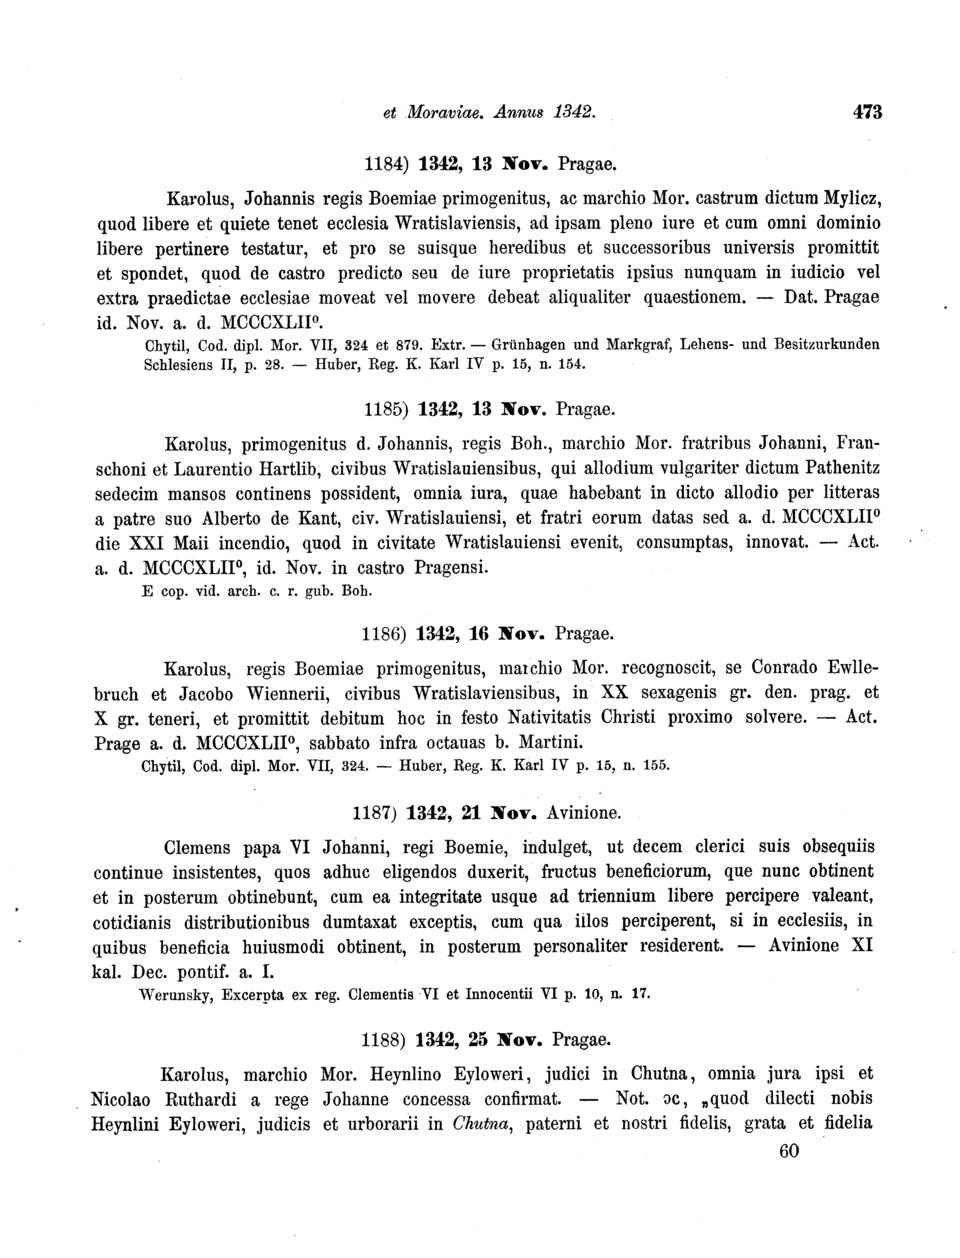 et Moraviae. Annus 1342. 473
1184) 1342, 13 Nov. Pragae.
Karolus, Johannis regis Boemiae primogenitus, ac marchio Mor. castrum dictum Mylicz,
quod libere et quiete tenet ecclesia Wratislaviensis, ad ipsam pleno iure et cum omni dominio
libere pertinere testatur, et pro se suisque heredibus et successoribus universis promittit
et spondet, quod de castro predicto seu de iure proprietatis ipsius nunquam in iudicio vel
extra praedictae ecclesiae moveat vel movere debeat aliqualiter quaestionem. — Dat. Pragae
id. Nov. a. d. MCCCXLII⁰.
Chytil, Cod. dipl. Mor. VII, 324 et 879. Extr. — Grünhagen und Markgraf, Lehens- und Besitzurkunden
Schlesiens II, p. 28. — Huber, Reg. K. Karl IV p. 15, n. 154.
1185) 1342, 13 Nov. Pragae.
Karolus, primogenitus d. Johannis, regis Boh., marchio Mor. fratribus Johanni, Fran-
schoni et Laurentio Hartlib, civibus Wratislauiensibus, qui allodium vulgariter dictum Pathenitz
sedecim mansos continens possident, omnia iura, quae habebant in dicto allodio per litteras
a patre suo Alberto de Kant, civ. Wratislauiensi, et fratri eorum datas sed a. d. MCCCXLII⁰
die XXI Maii incendio, quod in civitate Wratislauiensi evenit, consumptas, innovat. — Act.
a. d. MCCCXLII⁰, id. Nov. in castro Pragensi.
E cop. vid. arch. c. r. gub. Boh.
1186) 1342, 16 Nov. Pragae.
Karolus, regis Boemiae primogenitus, marchio Mor. recognoscit, se Conrado Ewlle-
bruch et Jacobo Wiennerii, civibus Wratislaviensibus, in XX sexagenis gr. den. prag. et
X gr. teneri, et promittit debitum hoc in festo Nativitatis Christi proximo solvere. — Act.
Prage a. d. MCCCXLII⁰, sabbato infra octauas b. Martini.
Chytil, Cod. dipl. Mor. VII, 324. — Huber, Reg. K. Karl IV p. 15, n. 155.
1187) 1342, 21 Nov. Avinione.
Clemens papa VI Johanni, regi Boemie, indulget, ut decem clerici suis obsequiis
continue insistentes, quos adhuc eligendos duxerit, fructus beneficiorum, que nunc obtinent
et in posterum obtinebunt, cum ea integritate usque ad triennium libere percipere valeant,
cotidianis distributionibus dumtaxat exceptis, cum qua illos perciperent, si in ecclesiis, in
quibus beneficia huiusmodi obtinent, in posterum personaliter residerent. — Avinione XI
kal. Dec. pontif. a. I.
Werunsky, Excerpta ex reg. Clementis VI et Innocentii VI p. 10, n. 17.
1188) 1342, 25 Nov. Pragae.
Karolus, marchio Mor. Heynlino Eyloweri, judici in Chutna, omnia jura ipsi et
Nicolao Ruthardi a rege Johanne concessa confirmat. — Not. ɔc, „quod dilecti nobis
Heynlini Eyloweri, judicis et urborarii in Chutna, paterni et nostri fidelis, grata et fidelia
60